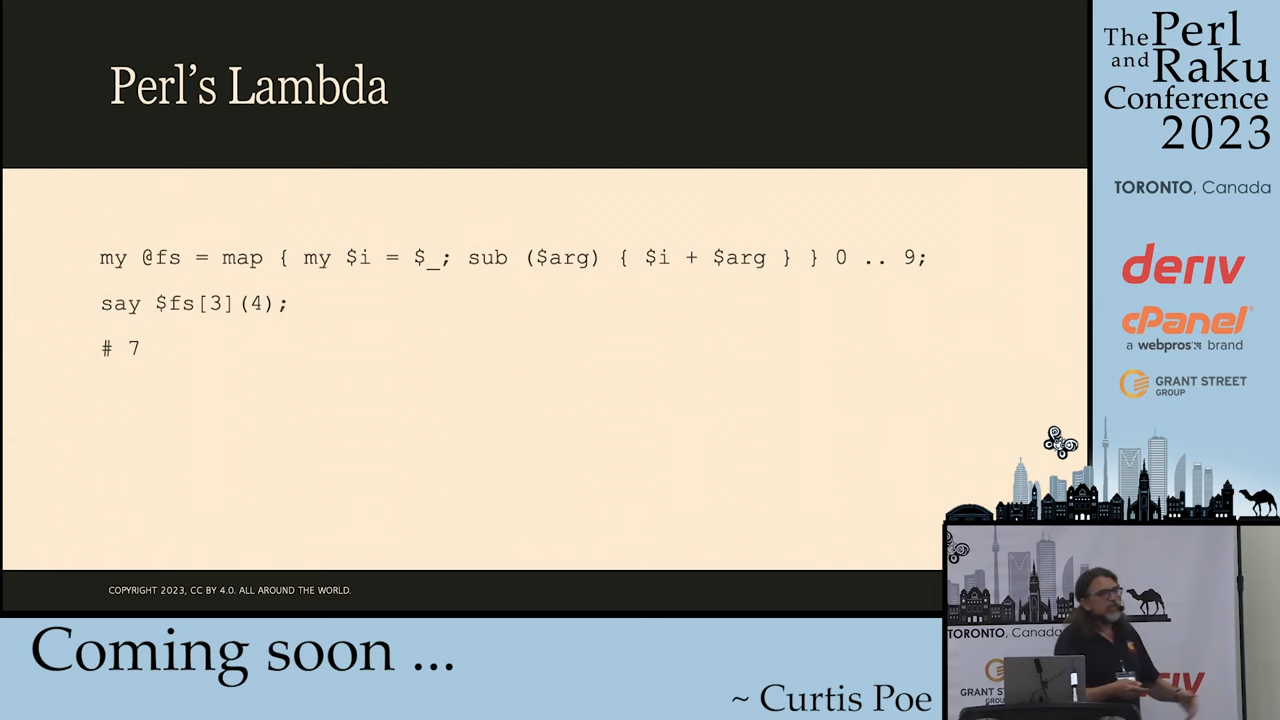 Perl's Lambda
my @fs = map { my $i = $_; sub ($arg) { $i + $arg } } 0 .. 9;
say $fs[3](4);
# 7
COPYRIGHT 2023, CC BY 4.0. ALL AROUND THE WORLD.
Coming soon ...
~ Curtis Poe
The Perl
and Raku
Conference
2023
TORONTO, Canada
deriv
cPanel
a webpros brand
GRANT STREET
GROUP
TORONTO, Canada
GRANT
GROU